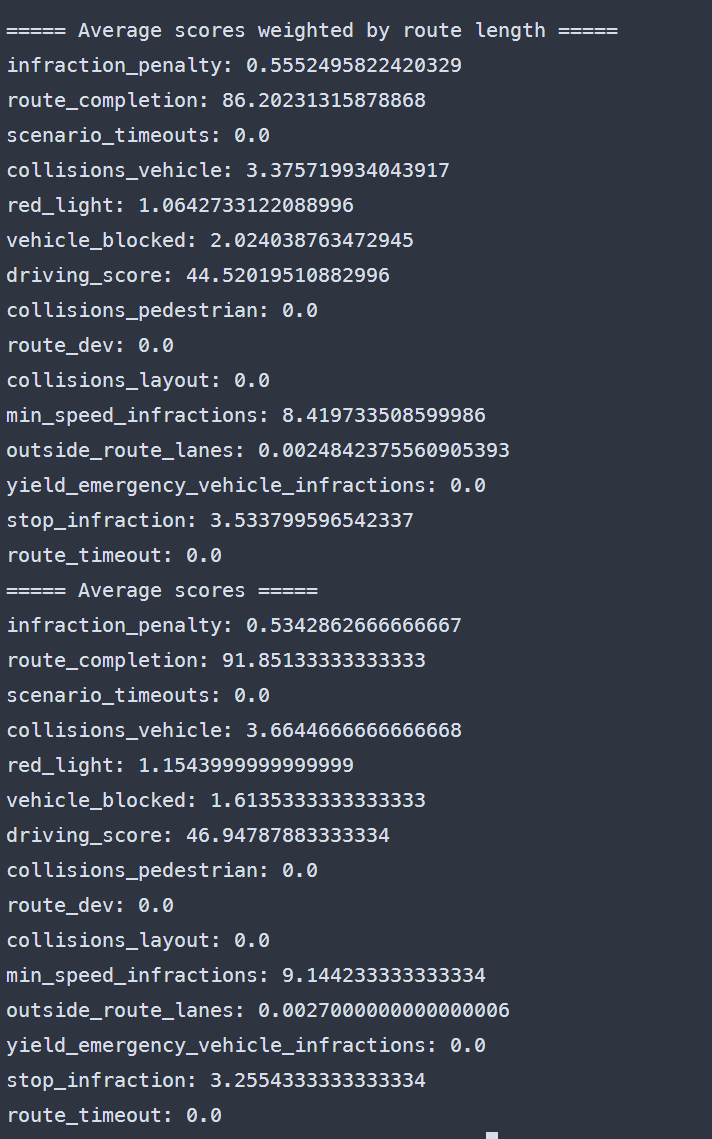 ===== Average scores weighted by route length =====
infraction_penalty: 0.5552495822420329
route_completion: 86.20231315878868
scenario_timeouts: 0.0
collisions_vehicle: 3.375719934043917
red_light: 1.0642733122088996
vehicle_blocked: 2.024038763472945
driving_score: 44.52019510882996
collisions_pedestrian: 0.0
route_dev: 0.0
collisions_layout: 0.0
min_speed_infractions: 8.419733508599986
outside_route_lanes: 0.0024842375560905393
yield_emergency_vehicle_infractions: 0.0
stop_infraction: 3.533799596542337
route_timeout: 0.0
===== Average scores =====
infraction_penalty: 0.5342862666666667
route_completion: 91.85133333333333
scenario_timeouts: 0.0
collisions_vehicle: 3.6644666666666668
red_light: 1.1543999999999999
vehicle_blocked: 1.6135333333333333
driving_score: 46.94787883333334
collisions_pedestrian: 0.0
route_dev: 0.0
collisions_layout: 0.0
min_speed_infractions: 9.144233333333334
outside_route_lanes: 0.0027000000000000006
yield_emergency_vehicle_infractions: 0.0
stop_infraction: 3.2554333333333334
route_timeout: 0.0